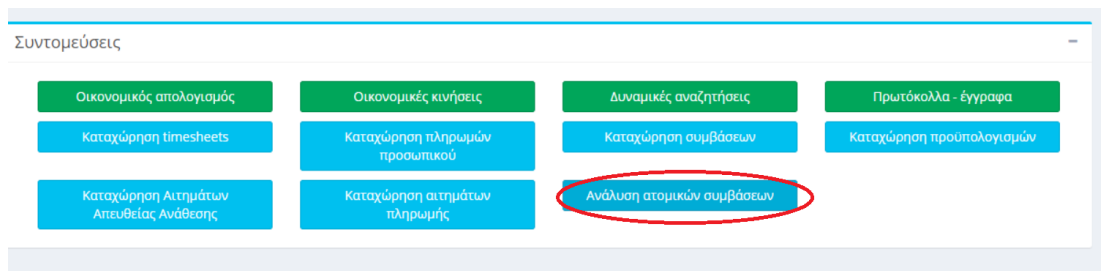 Συντομεύσεις
Οικονομικός απολογισμός
Οικονομικές κινήσεις
Δυναμικές αναζητήσεις
Πρωτόκολλα - έγγραφα
Καταχώρηση timesheets
Καταχώρηση πληρωμών
προσωπικού
Καταχώρηση συμβάσεων
Καταχώρηση προϋπολογισμών
Καταχώρηση Αιτημάτων
Απευθείας Ανάθεσης
Καταχώρηση αιτημάτων
πληρωμής
Ανάλυση ατομικών συμβάσεων